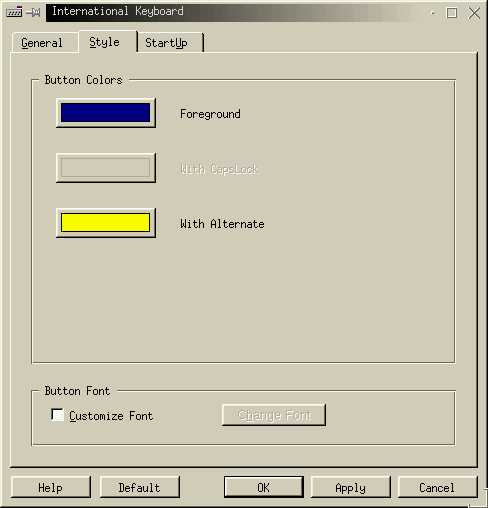 International Keyboard
General Style StartUp
Button Colors
Foreground
With CapsLock
With Alternate
Button Font
Customize Font Change Font
Help Default OK Apply Cancel